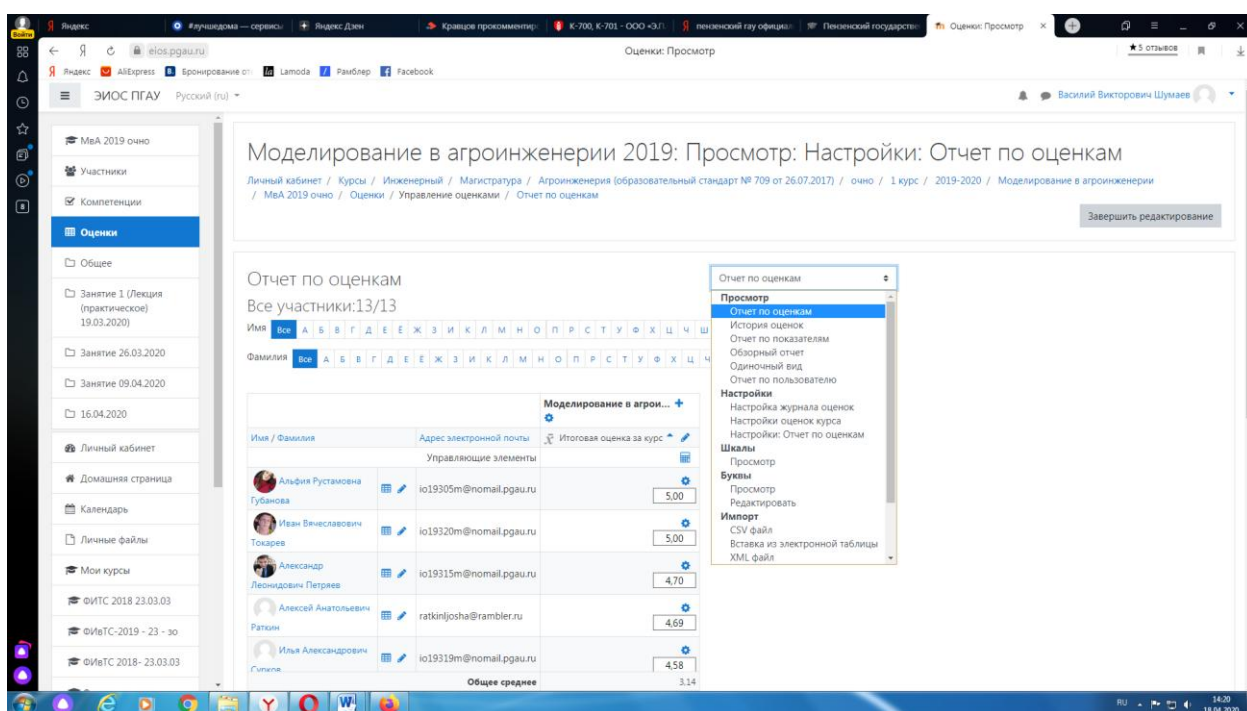 Войти
Яндекс
#лучшедома — сервисы
Яндекс.Дзен
Кравцов прокомментир
К-700, К-701 - ООО «ЭЛ
пензенский гау официал
Пензенский государстве
Оценки: Просмотр
eios.pgau.ru
Оценки: Просмотр
★ 5 отзывов
Яндекс
AliExpress
Бронирование от
Lamoda
Рамблер
Facebook
ЭИОС ПГАУ Русский (ru)
Василий Викторович Шумаев
МвА 2019 очно
Участники
Компетенции
Оценки
Общее
Занятие 1 (Лекция
(практическое)
19.03.2020)
Занятие 26.03.2020
Занятие 09.04.2020
16.04.2020
Личный кабинет
Домашняя страница
Календарь
Личные файлы
Мои курсы
ФИТС 2018 23.03.03
ФИвТС-2019 - 23 - зо
ФИвТС 2018- 23.03.03
Моделирование в агроинженерии 2019: Просмотр: Настройки: Отчет по оценкам
Личный кабинет / Курсы / Инженерный / Магистратура / Агроинженерия (образовательный стандарт № 709 от 26.07.2017) / очно / 1 курс / 2019-2020 / Моделирование в агроинженерии
/ МвА 2019 очно / Оценки / Управление оценками / Отчет по оценкам
Завершить редактирование
Отчет по оценкам
Все участники:13/13
Имя Все А Б В Г Д Е Ё Ж З И К Л М Н О П Р С Т У Ф Х Ц Ч Ш
Фамилия Все А Б В Г Д Е Ё Ж З И К Л М Н О П Р С Т У Ф Х Ц Ч
Отчет по оценкам
Просмотр
Отчет по оценкам
История оценок
Отчет по показателям
Обзорный отчет
Одиночный вид
Отчет по пользователю
Настройки
Настройка журнала оценок
Настройки оценок курса
Настройки: Отчет по оценкам
Шкалы
Просмотр
Буквы
Просмотр
Редактировать
Импорт
CSV файл
Вставка из электронной таблицы
XML файл
Моделирование в агрои...
Имя / Фамилия
Адрес электронной почты
Итоговая оценка за курс
Управляющие элементы
Альфия Рустамовна
Губанова
io19305m@nomail.pgau.ru
5,00
Иван Вячеславович
Токарев
io19320m@nomail.pgau.ru
5,00
Александр
Леонидович Петряев
io19315m@nomail.pgau.ru
4,70
Алексей Анатольевич
Раткин
ratkinljosha@rambler.ru
4,69
Илья Александрович
Сурков
io19319m@nomail.pgau.ru
4,58
Общее среднее
3,14
RU
14:20
18.04.2020